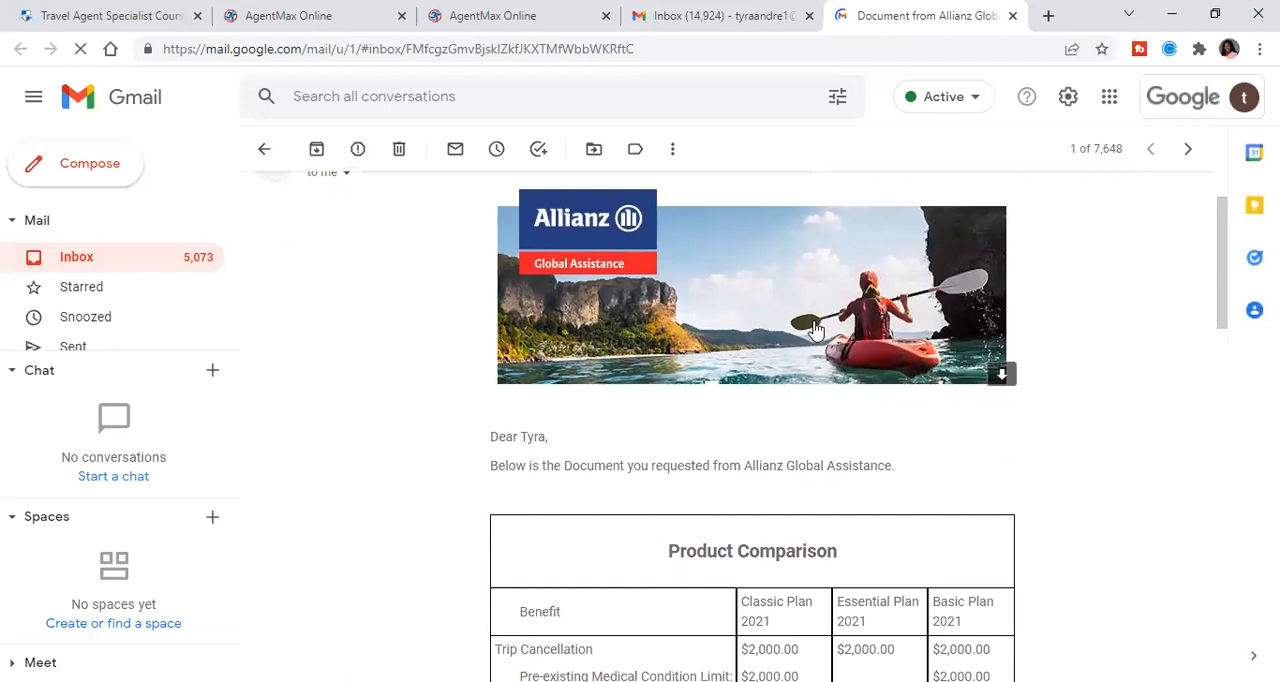 Travel Agent Specialist Cours
AgentMax Online
AgentMax Online
Inbox (14,924) - tyraandre1@
Document from Allianz Glob
https://mail.google.com/mail/u/1/#inbox/FMfcgzGmvBjsklZkfJKXTMfWbbWKRftC
Gmail
Search all conversations
Active
Google
t
Compose
1 of 7,648
to me
Mail
Inbox 5,073
Starred
Snoozed
Sent
Chat
No conversations
Start a chat
Spaces
No spaces yet
Create or find a space
Meet
Allianz
Global Assistance
Dear Tyra,
Below is the Document you requested from Allianz Global Assistance.
Product Comparison
Benefit
Classic Plan
2021
Essential Plan
2021
Basic Plan
2021
Trip Cancellation $2,000.00 $2,000.00 $2,000.00
Pre-existing Medical Condition Limit: $2,000.00 $2,000.00